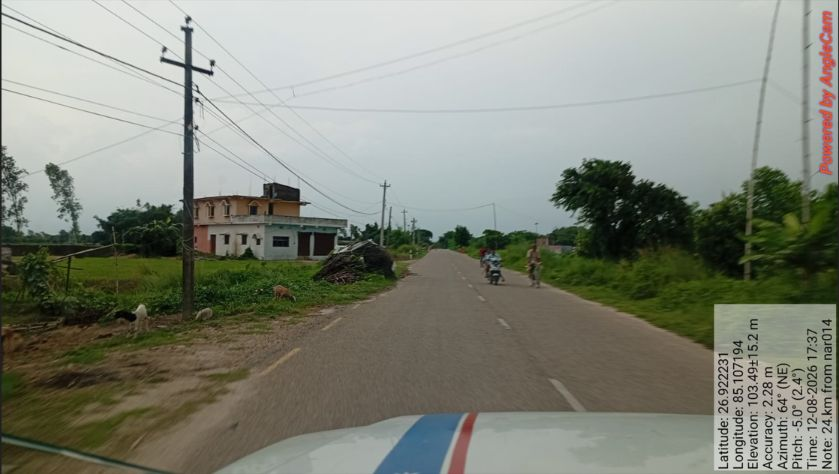 Powered by AngleCam
Latitude: 26.922231
Longitude: 85.107194
Elevation: 103.49±15.2 m
Accuracy: 2.28 m
Azimuth: 64° (NE)
Pitch: -5.0° (2.4°)
Time: 12-08-2026 17:37
Note: 24.km from nar014